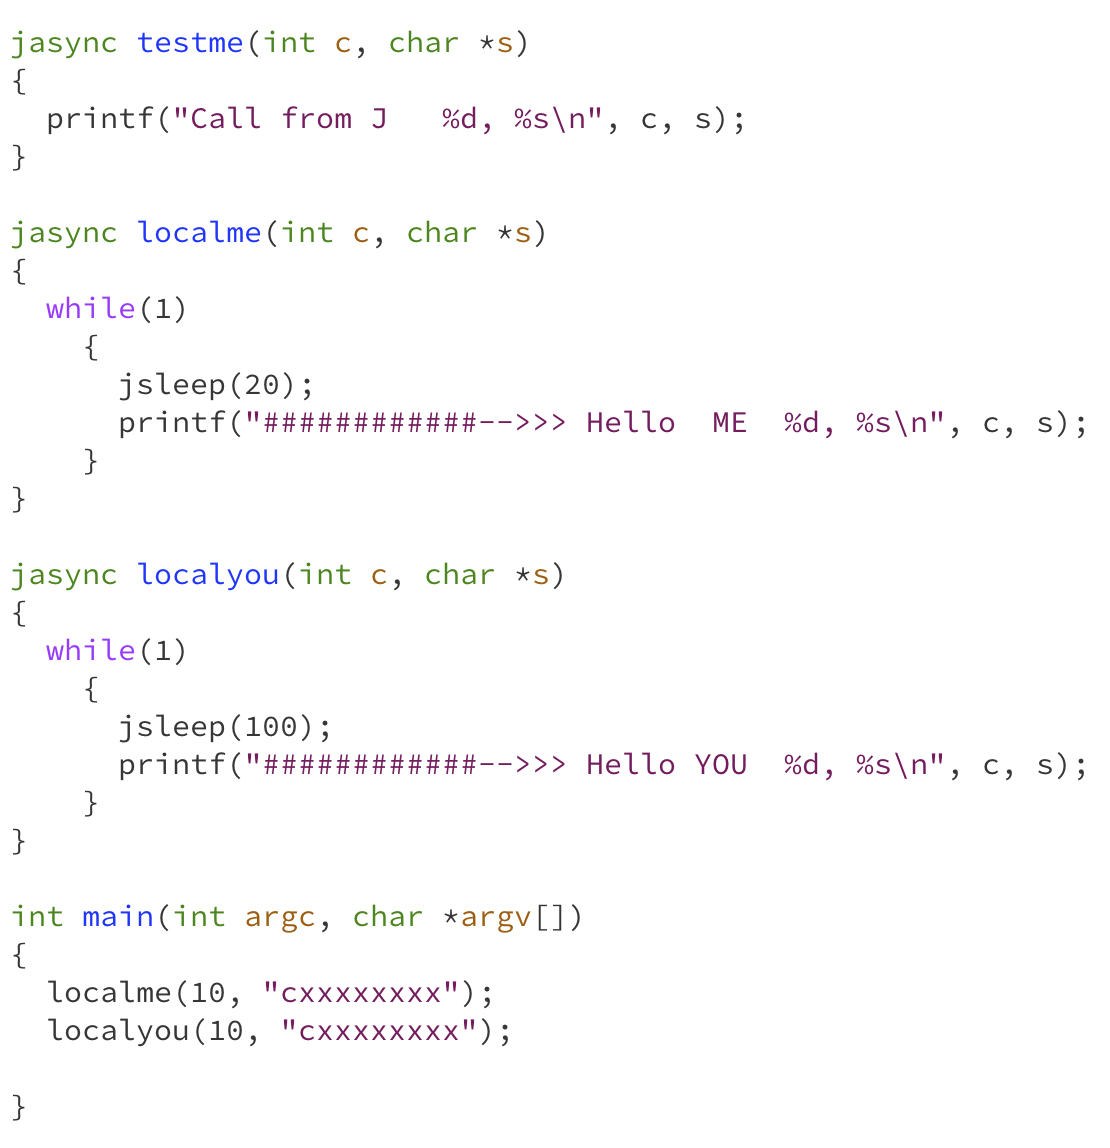 jasync testme(int c, char *s)
{
  printf("Call from J   %d, %s\n", c, s);
}

jasync localme(int c, char *s)
{
  while(1)
    {
      jsleep(20);
      printf("############-->>> Hello  ME  %d, %s\n", c, s);
    }
}

jasync localyou(int c, char *s)
{
  while(1)
    {
      jsleep(100);
      printf("############-->>> Hello YOU  %d, %s\n", c, s);
    }
}

int main(int argc, char *argv[])
{
  localme(10, "cxxxxxxxx");
  localyou(10, "cxxxxxxxx");

}